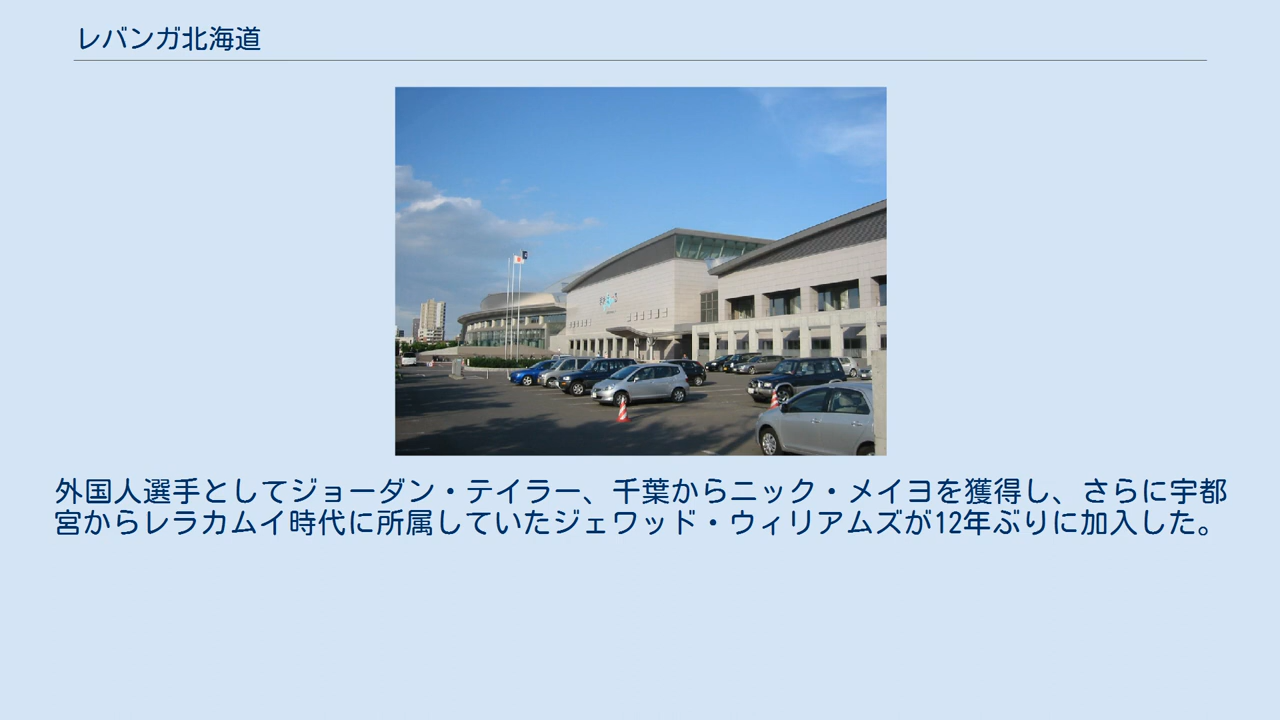 レバンガ北海道
外国人選手としてジョーダン・テイラー、千葉からニック・メイヨを獲得し、さらに宇都
宮からレラカムイ時代に所属していたジェワッド・ウィリアムズが12年ぶりに加入した。